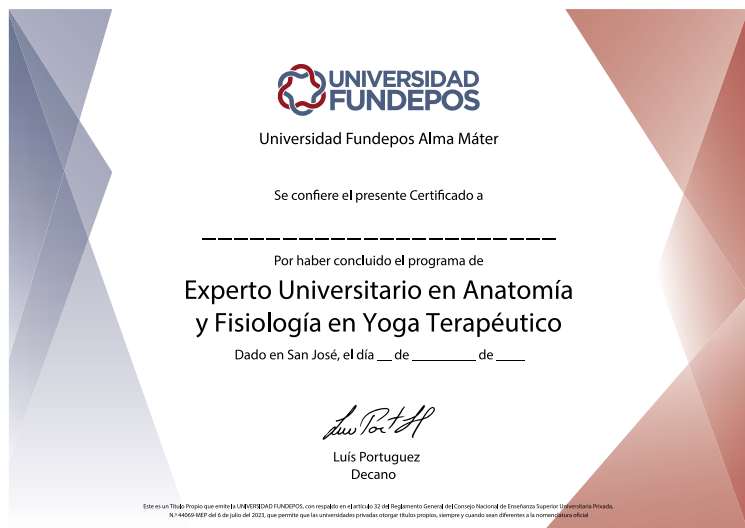 UNIVERSIDAD
FUNDEPOS
Universidad Fundepos Alma Máter
Se confiere el presente Certificado a
Por haber concluido el programa de
Experto Universitario en Anatomía
y Fisiología en Yoga Terapéutico
Dado en San José, el día __ de ________ de ____
Luís Portuguez
Decano
Este es un Título Propio que emite la UNIVERSIDAD FUNDEPOS, con respaldo en el artículo 32 del Reglamento General del Consejo Nacional de Enseñanza Superior Universitaria Privada,
N.º 44069-MEP del 6 de julio del 2023, que permite que las universidades privadas otorgar títulos propios, siempre y cuando sean diferentes a la nomenclatura oficial